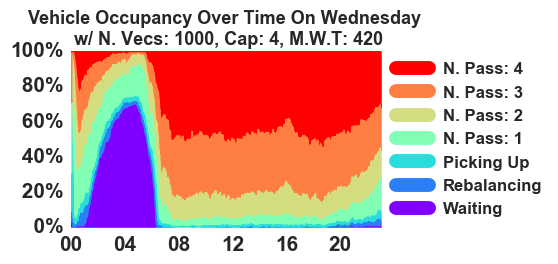 Vehicle Occupancy Over Time On Wednesday
w/ N. Vecs: 1000, Cap: 4, M.W.T: 420
100%
80%
60%
40%
20%
0%
00 04 08 12 16 20
N. Pass: 4
N. Pass: 3
N. Pass: 2
N. Pass: 1
Picking Up
Rebalancing
Waiting